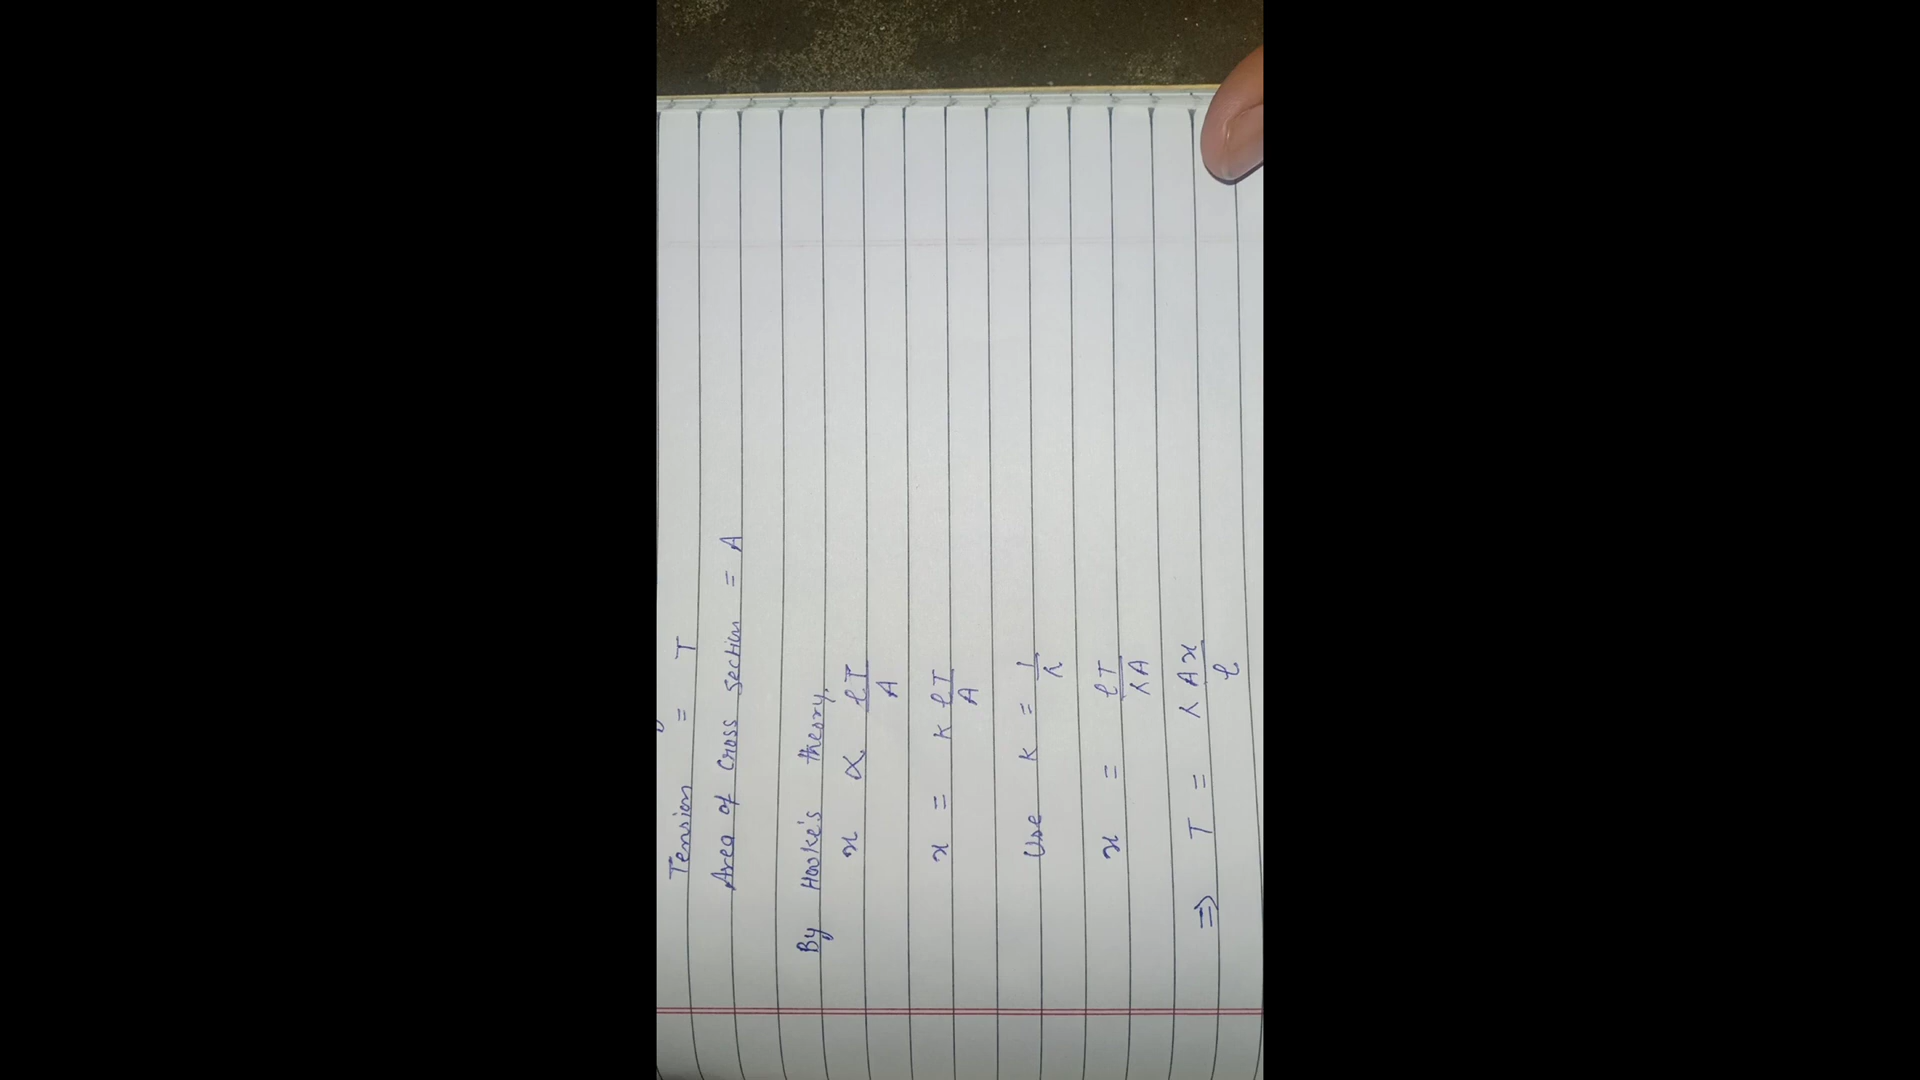 Tension = T
Area of Cross Section = A
By Hooke's theory,
x ∝ lT/A
x = K lT/A
Use K = 1/λ
x = lT/λA
⇒ T = λAx/l